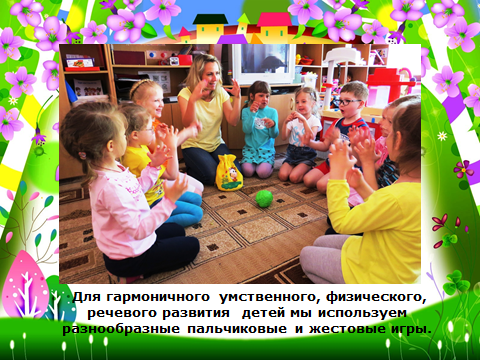 Для гармоничного умственного, физического,
речевого развития детей мы используем
разнообразные пальчиковые и жестовые игры.